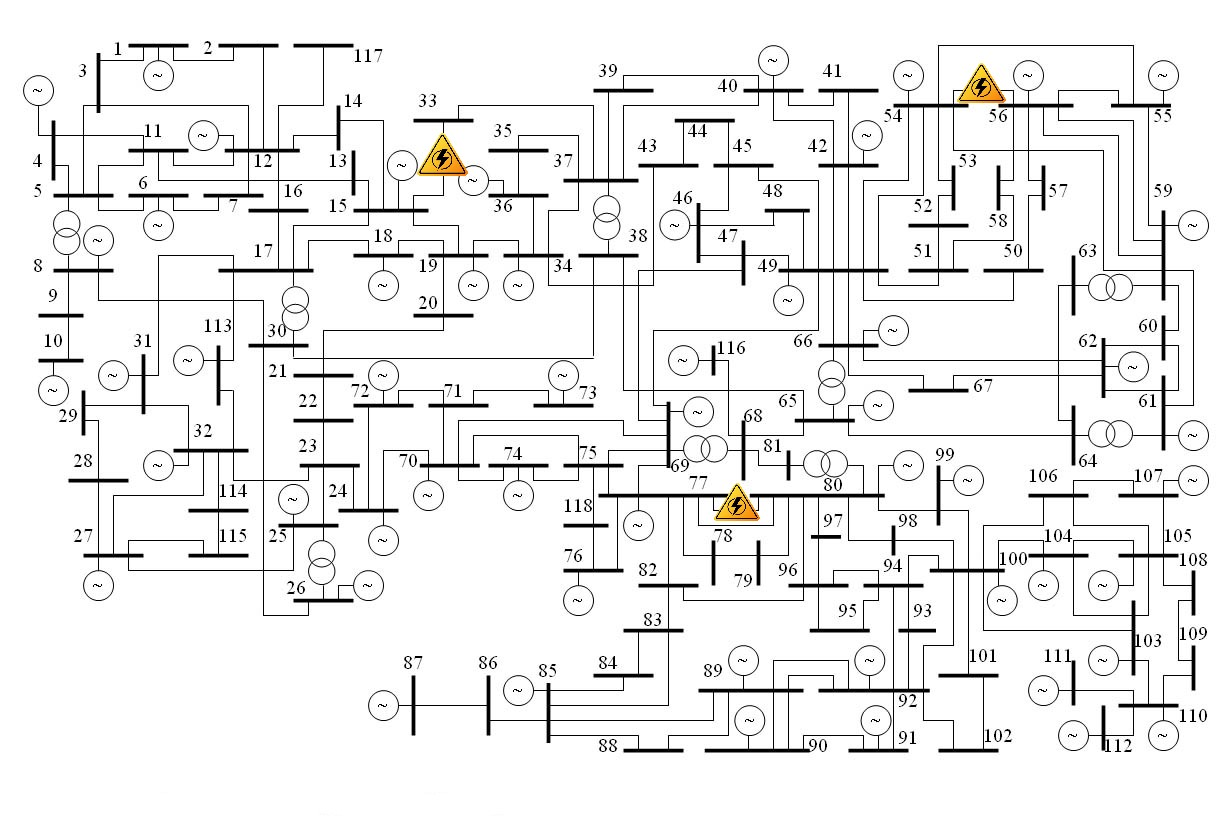 1 2 117
3
14 33 39 40 41
11 12 13 35 37 43 44 45 42 54 56 55
4 53
5 6 7 16 15 36 46 48 52 58 57 59
17 18 19 34 38 47 49 51 50 63
8
9 20
10 31 113 30 66 62 60
21 116 67
29 22 72 71 73 65 61
32 23 68
28 24 70 74 75 69 81 99 64
114 77 80 106 107
27 115 25 118 97 98
26 76 78 79 96 94 100 104 105
82 108
83 95 93 103 109
87 86 85 84 89 92 101 111
88 90 91 102 112 110
~ ~ ~ ~ ~ ~ ~ ~ ~ ~ ~ ~ ~ ~ ~ ~ ~ ~ ~ ~ ~ ~ ~ ~ ~ ~ ~ ~ ~ ~ ~ ~ ~ ~ ~ ~ ~ ~ ~ ~ ~ ~ ~ ~ ~ ~ ~ ~ ~ ~ ~ ~ ~ ~